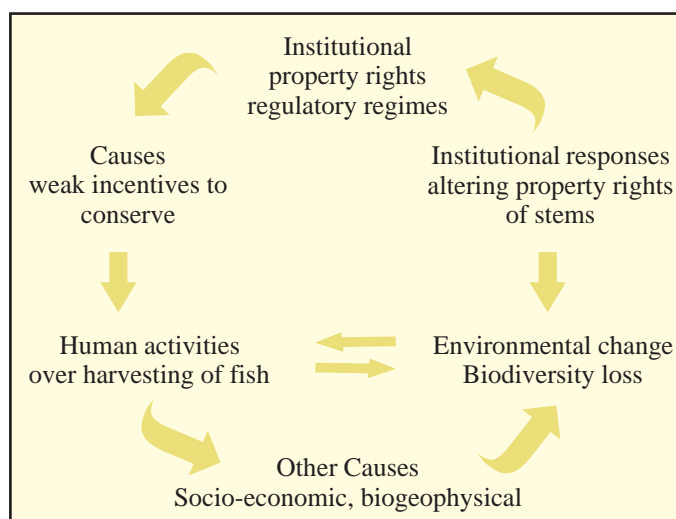 Institutional
property rights
regulatory regimes
Causes
weak incentives to
conserve
Institutional responses
altering property rights
of stems
Human activities
over harvesting of fish
Environmental change
Biodiversity loss
Other Causes
Socio-economic, biogeophysical